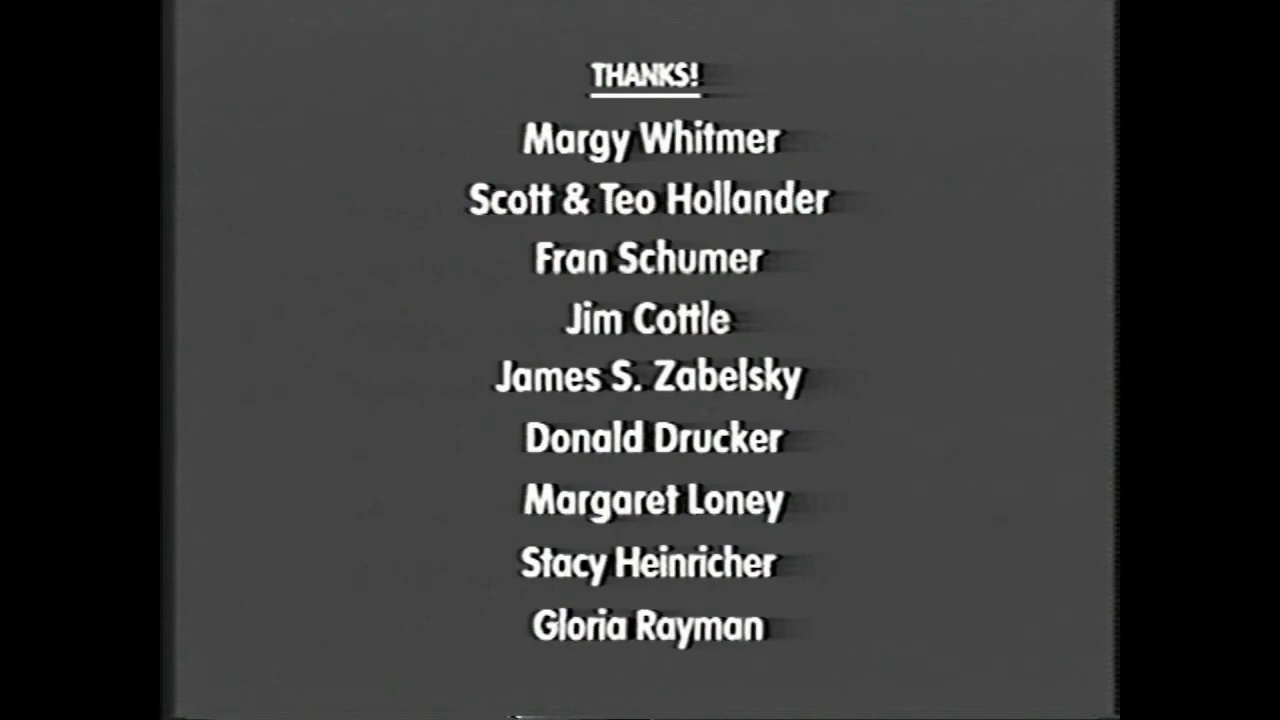 THANKS!
Margy Whitmer
Scott & Teo Hollander
Fran Schumer
Jim Cottle
James S. Zabelsky
Donald Drucker
Margaret Loney
Stacy Heinricher
Gloria Rayman